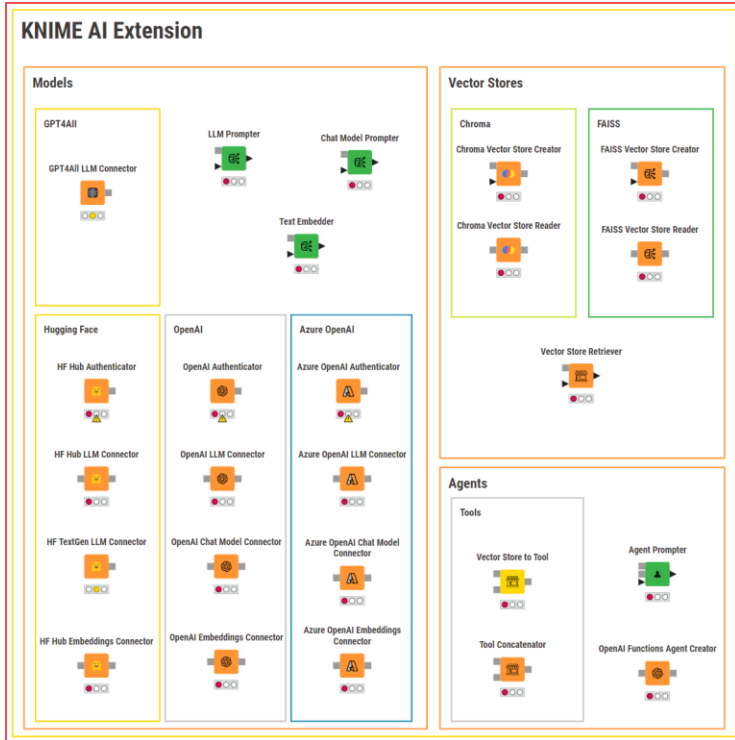 KNIME AI Extension
Models
GPT4All
GPT4All LLM Connector
LLM Prompter
Chat Model Prompter
Text Embedder
Hugging Face
HF Hub Authenticator
HF Hub LLM Connector
HF TextGen LLM Connector
HF Hub Embeddings Connector
OpenAI
OpenAI Authenticator
OpenAI LLM Connector
OpenAI Chat Model Connector
OpenAI Embeddings Connector
Azure OpenAI
Azure OpenAI Authenticator
Azure OpenAI LLM Connector
Azure OpenAI Chat Model
Connector
Azure OpenAI Embeddings
Connector
Vector Stores
Chroma
Chroma Vector Store Creator
Chroma Vector Store Reader
FAISS
FAISS Vector Store Creator
FAISS Vector Store Reader
Vector Store Retriever
Agents
Tools
Vector Store to Tool
Tool Concatenator
Agent Prompter
OpenAI Functions Agent Creator